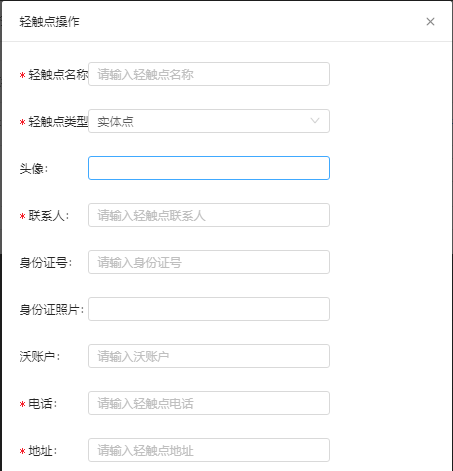 轻触点操作
* 轻触点名称 请输入轻触点名称
* 轻触点类型 实体点
头像:
* 联系人: 请输入轻触点联系人
身份证号: 请输入身份证号
身份证照片:
沃账户: 请输入沃账户
* 电话: 请输入轻触点电话
* 地址: 请输入轻触点地址